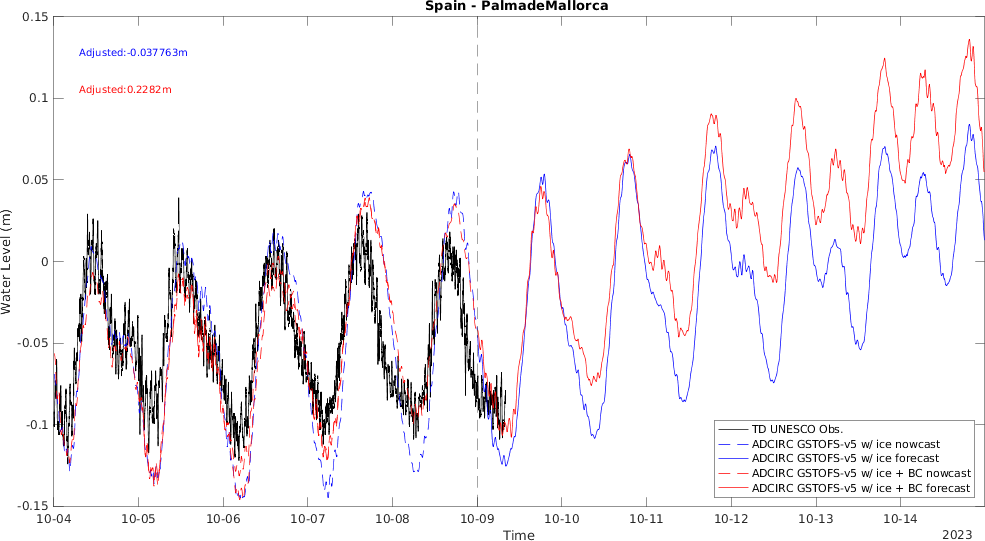 Spain - PalmadeMallorca
Adjusted:-0.037763m
Adjusted:0.2282m
0.15
0.1
0.05
0
-0.05
-0.1
-0.15
Water Level (m)
10-04 10-05 10-06 10-07 10-08 10-09 10-10 10-11 10-12 10-13 10-14
Time
2023
TD UNESCO Obs.
ADCIRC GSTOFS-v5 w/ ice nowcast
ADCIRC GSTOFS-v5 w/ ice forecast
ADCIRC GSTOFS-v5 w/ ice + BC nowcast
ADCIRC GSTOFS-v5 w/ ice + BC forecast